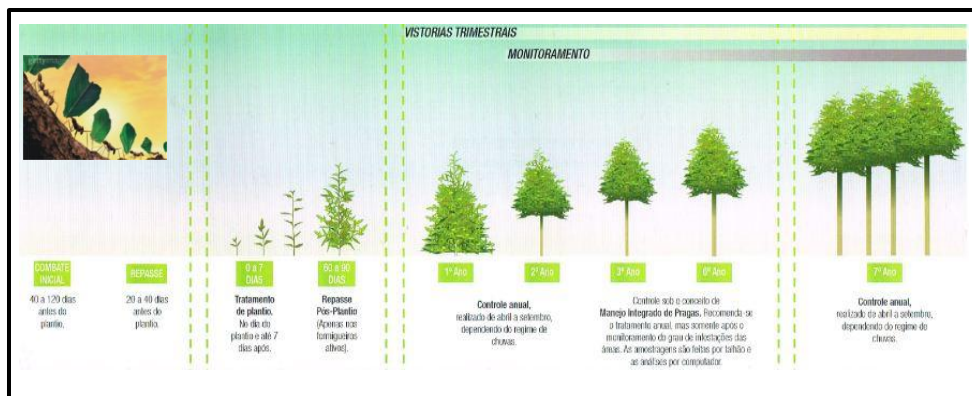 VISTORIAS TRIMESTRAIS
MONITORAMENTO
COMBATE
INICIAL
40 a 120 dias
antes do
plantio.
REPASSE
20 a 40 dias
antes do
plantio.
0 a 7
DIAS
Tratamento
de plantio.
No dia do
plantio e até 7
dias após.
60 a 90
DIAS
Repasse
Pós-Plantio
(Apenas nos
formigueiros
ativos).
1º Ano
2º Ano
Controle anual,
realizado de abril a setembro,
dependendo do regime de
chuvas.
3º Ano
6º Ano
Controle sob o conceito de
Manejo Integrado de Pragas. Recomenda-se
o tratamento anual, mas somente após o
monitoramento do grau de infestações das
áreas. As amostragens são feitas por talhão e
as análises por computador.
7º Ano
Controle anual,
realizado de abril a setembro,
dependendo do regime de
chuvas.